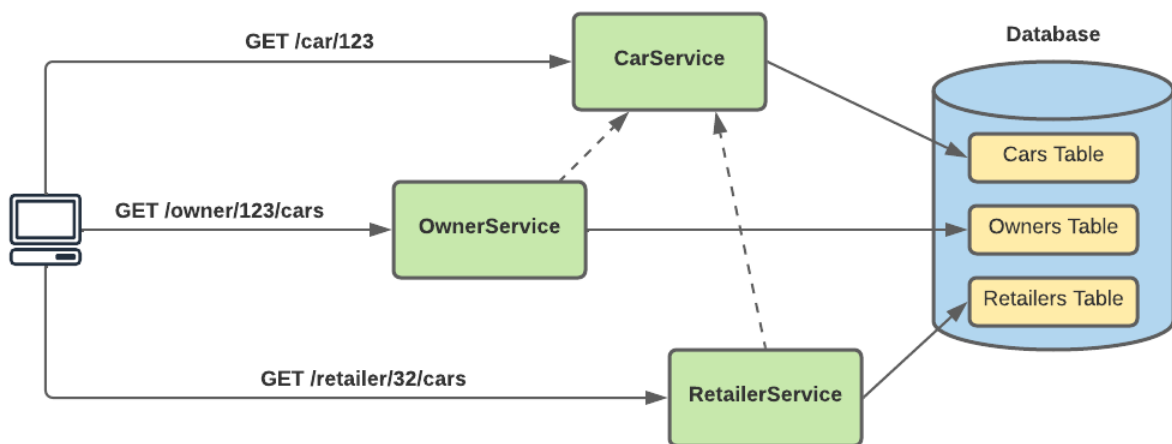 GET /car/123
CarService
Database
Cars Table
GET /owner/123/cars
OwnerService
Owners Table
Retailers Table
GET /retailer/32/cars
RetailerService